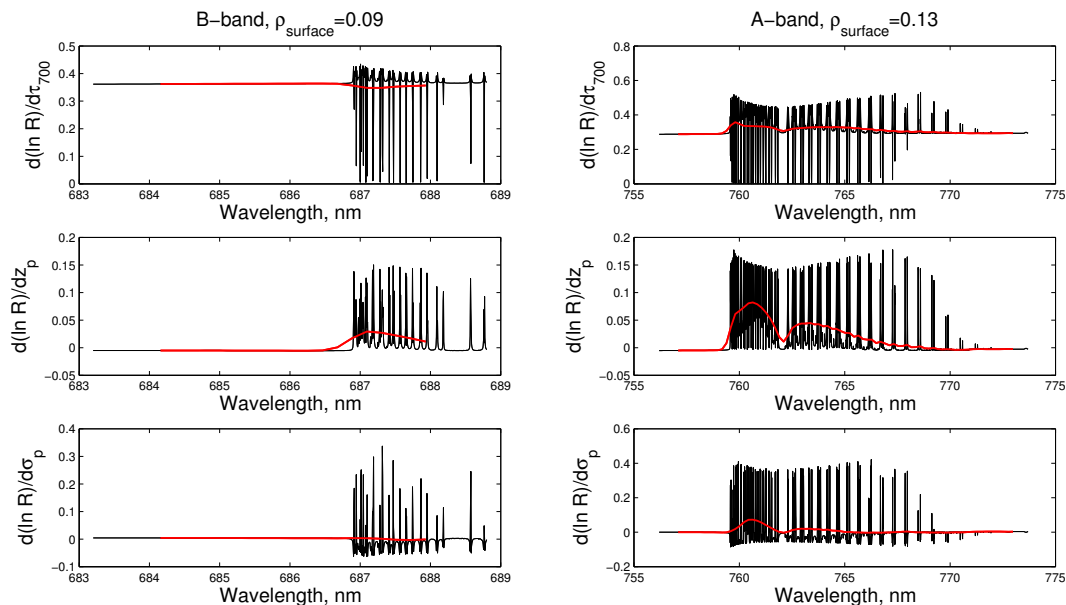 B−band, ρsurface=0.09
d(ln R)/dτ700
0.5
0.4
0.3
0.2
0.1
0
683 684 685 686 687 688 689
Wavelength, nm
A−band, ρsurface=0.13
d(ln R)/dτ700
0.8
0.6
0.4
0.2
0
755 760 765 770 775
Wavelength, nm
d(ln R)/dzp
0.2
0.15
0.1
0.05
0
−0.05
683 684 685 686 687 688 689
Wavelength, nm
d(ln R)/dzp
0.2
0.15
0.1
0.05
0
−0.05
755 760 765 770 775
Wavelength, nm
d(ln R)/dσp
0.4
0.3
0.2
0.1
0
−0.1
683 684 685 686 687 688 689
Wavelength, nm
d(ln R)/dσp
0.6
0.4
0.2
0
−0.2
755 760 765 770 775
Wavelength, nm